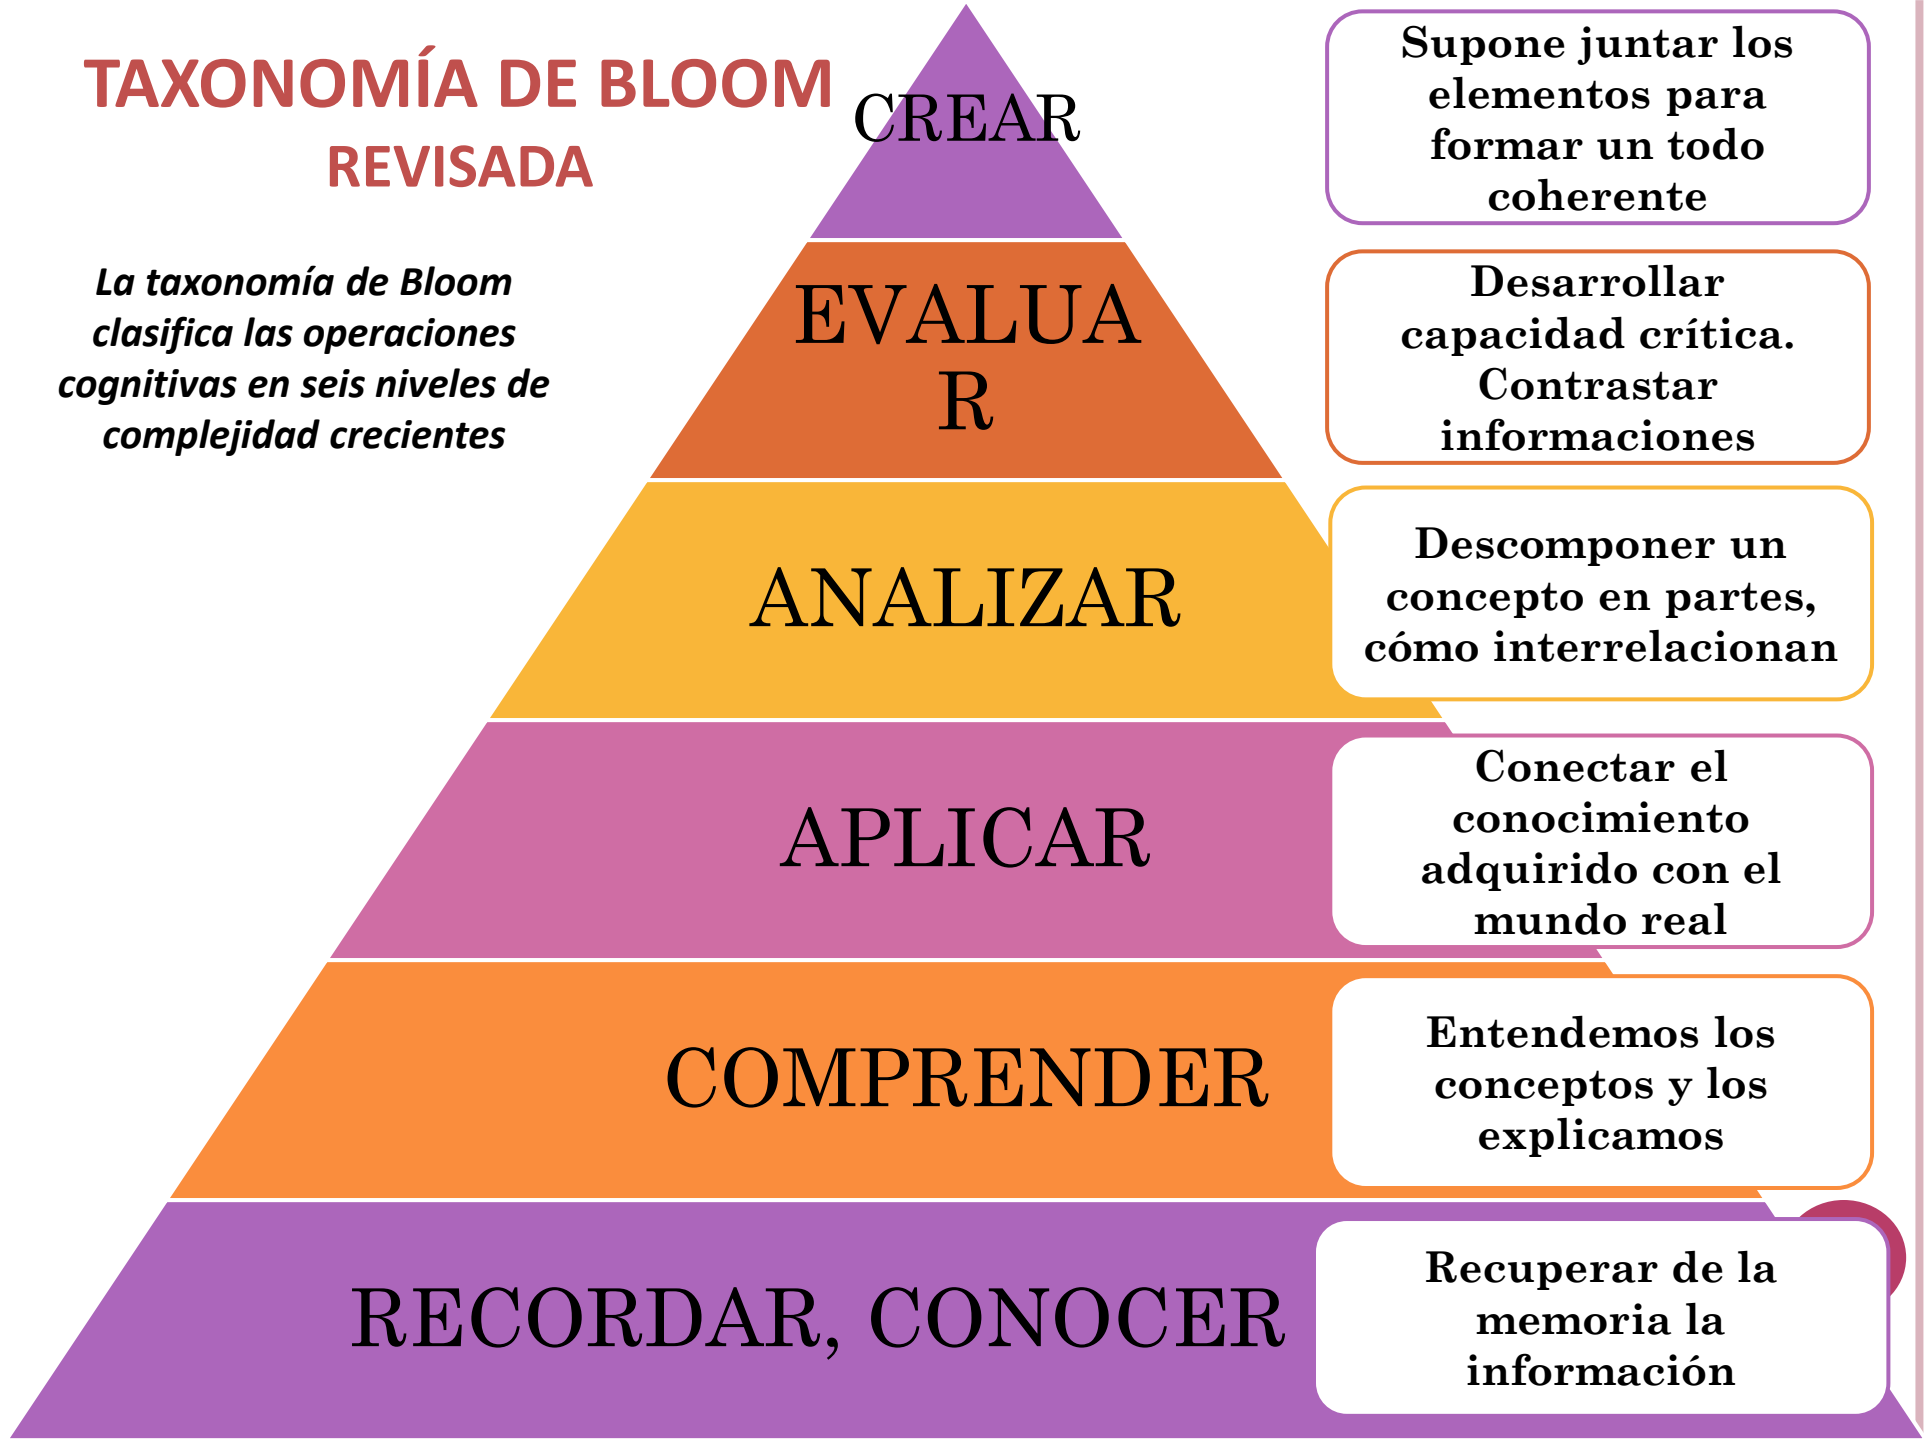 TAXONOMÍA DE BLOOM
REVISADA
La taxonomía de Bloom
clasifica las operaciones
cognitivas en seis niveles de
complejidad crecientes
CREAR
Supone juntar los
elementos para
formar un todo
coherente
EVALUA
R
Desarrollar
capacidad crítica.
Contrastar
informaciones
ANALIZAR
Descomponer un
concepto en partes,
cómo interrelacionan
APLICAR
Conectar el
conocimiento
adquirido con el
mundo real
COMPRENDER
Entendemos los
conceptos y los
explicamos
RECORDAR, CONOCER
Recuperar de la
memoria la
información